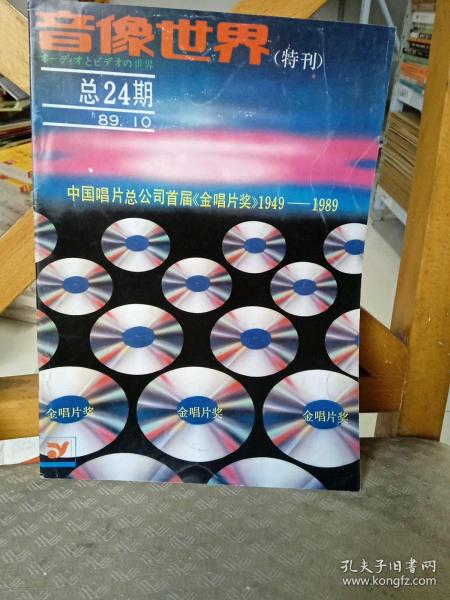 音像世界(特刊)
オーディオとビデオの世界
总24期
89.10
中国唱片总公司首届《金唱片奖》1949——1989
金唱片奖
金唱片奖
金唱片奖
孔夫子旧书网
www.kongfz.com